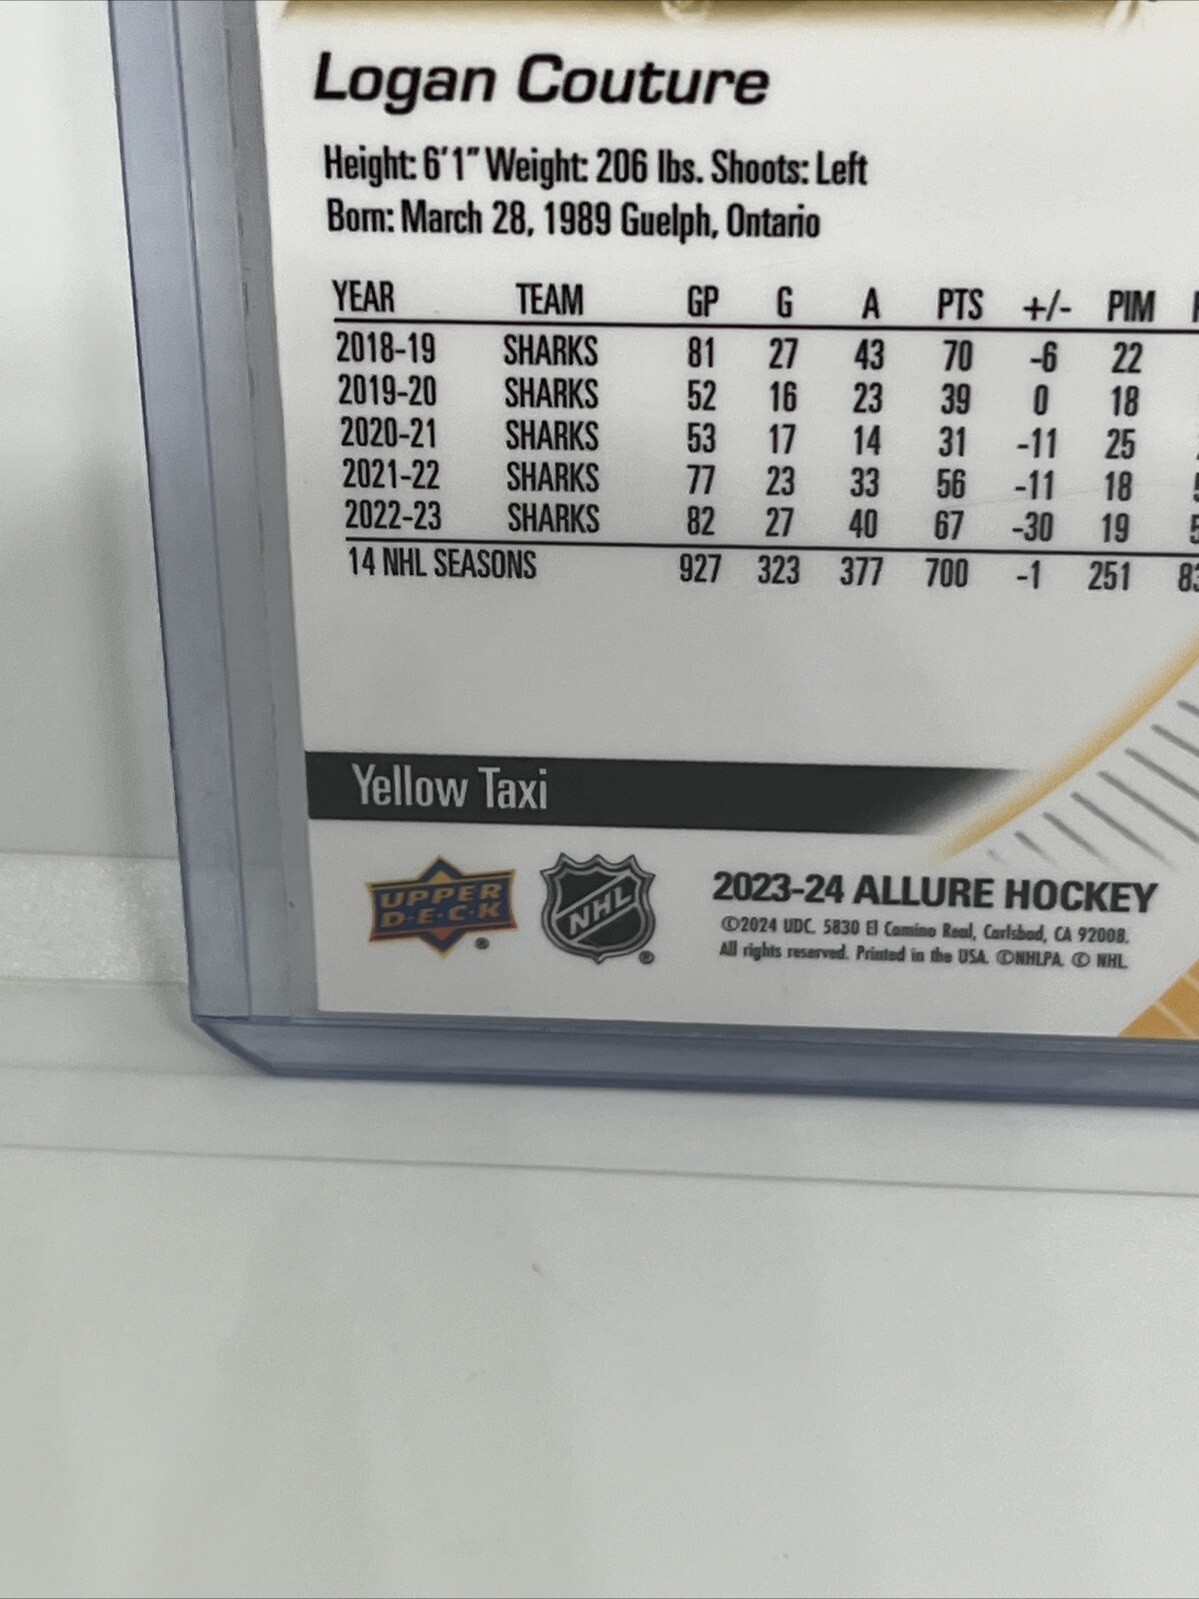 Logan Couture
Height: 6'1" Weight: 206 lbs. Shoots: Left
Born: March 28, 1989 Guelph, Ontario
YEAR TEAM GP G A PTS +/- PIM
2018-19 SHARKS 81 27 43 70 -6 22
2019-20 SHARKS 52 16 23 39 0 18
2020-21 SHARKS 53 17 14 31 -11 25
2021-22 SHARKS 77 23 33 56 -11 18
2022-23 SHARKS 82 27 40 67 -30 19
14 NHL SEASONS 927 323 377 700 -1 251
Yellow Taxi
UPPER
D·E·C·K
®
NHL
®
2023-24 ALLURE HOCKEY
©2024 UDC. 5830 El Camino Real, Carlsbad, CA 92008.
All rights reserved. Printed in the USA. ©NHLPA. © NHL.